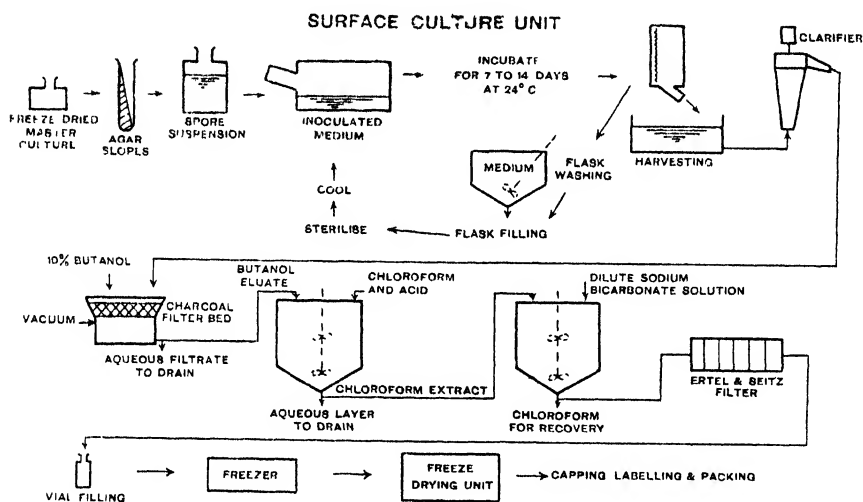 SURFACE CULTURE UNIT
CLARIFIER
INCUBATE
FOR 7 TO 14 DAYS
AT 24° C
FREEZE DRIED
MASTER
CULTURE
AGAR
SLOPES
SPORE
SUSPENSION
INOCULATED
MEDIUM
HARVESTING
MEDIUM
FLASK
WASHING
COOL
STERILISE
FLASK FILLING
10% BUTANOL
BUTANOL
ELUATE
CHLOROFORM
AND ACID
DILUTE SODIUM
BICARBONATE SOLUTION
CHARCOAL
FILTER BED
VACUUM
AQUEOUS FILTRATE
TO DRAIN
CHLOROFORM EXTRACT
AQUEOUS LAYER
TO DRAIN
CHLOROFORM
FOR RECOVERY
ERTEL & SEITZ
FILTER
VIAL FILLING
FREEZER
FREEZE
DRYING UNIT
CAPPING LABELLING & PACKING